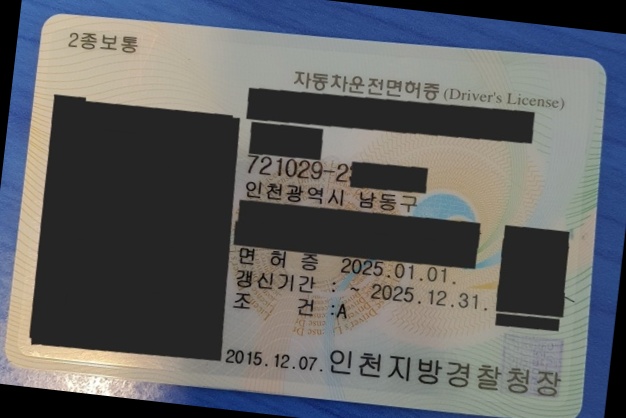 2종보통
자동차운전면허증 (Driver's License)
721029-2
인천광역시 남동구
면 허 증 2025.01.01.
갱신기간 : ~ 2025.12.31.
조 건 :A
2015.12.07. 인천지방경찰청장